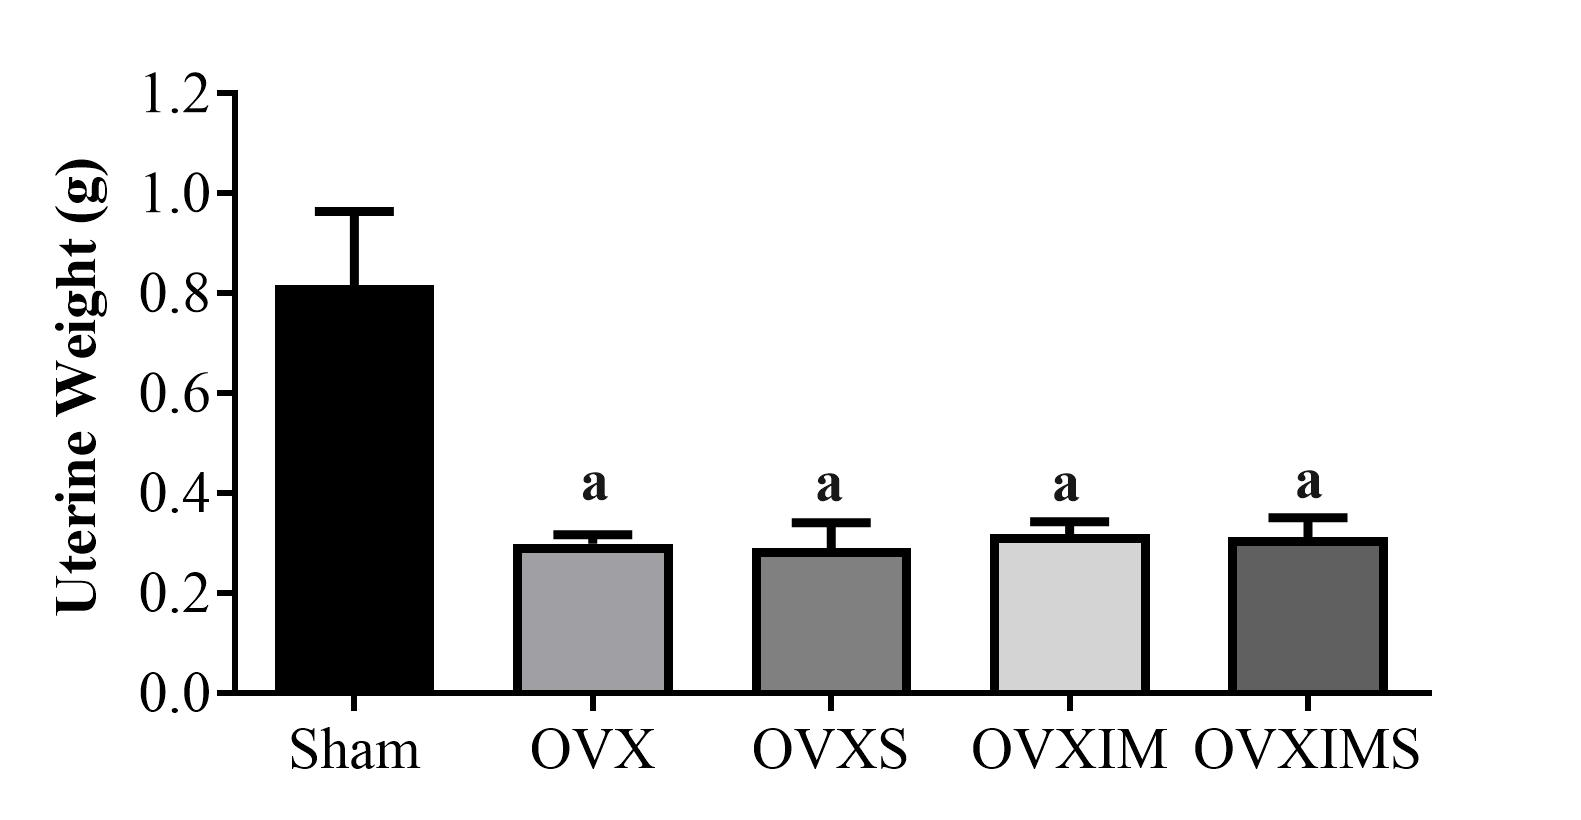 Uterine Weight (g)
1.2
1.0
0.8
0.6
0.4
0.2
0.0
a a a a
Sham OVX OVXS OVXIM OVXIMS